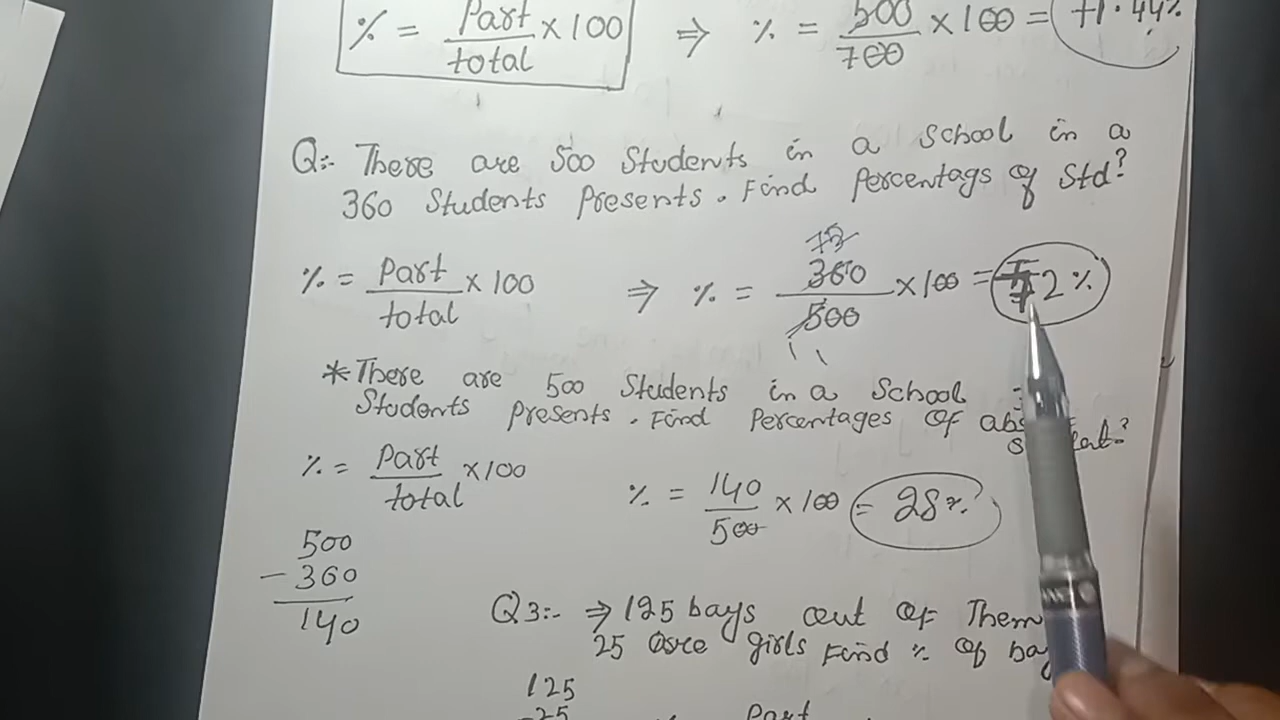 % = Part/total × 100 ⇒ % = 500/700 × 100 = 71.44%
Q:- There are 500 Students in a School in a
360 Students Presents. Find Percentags of Std?
% = Part/total × 100 ⇒ % = 360/500 × 100 = 72%
72
* There are 500 Students in a School
Students Presents. Find Percentages of
% = Part/total × 100
% = 140/500 × 100 = 28%
500
- 360
140
Q3:- ⇒ 125 bays out of Them
25 are girls Find % of
125
-25
Part